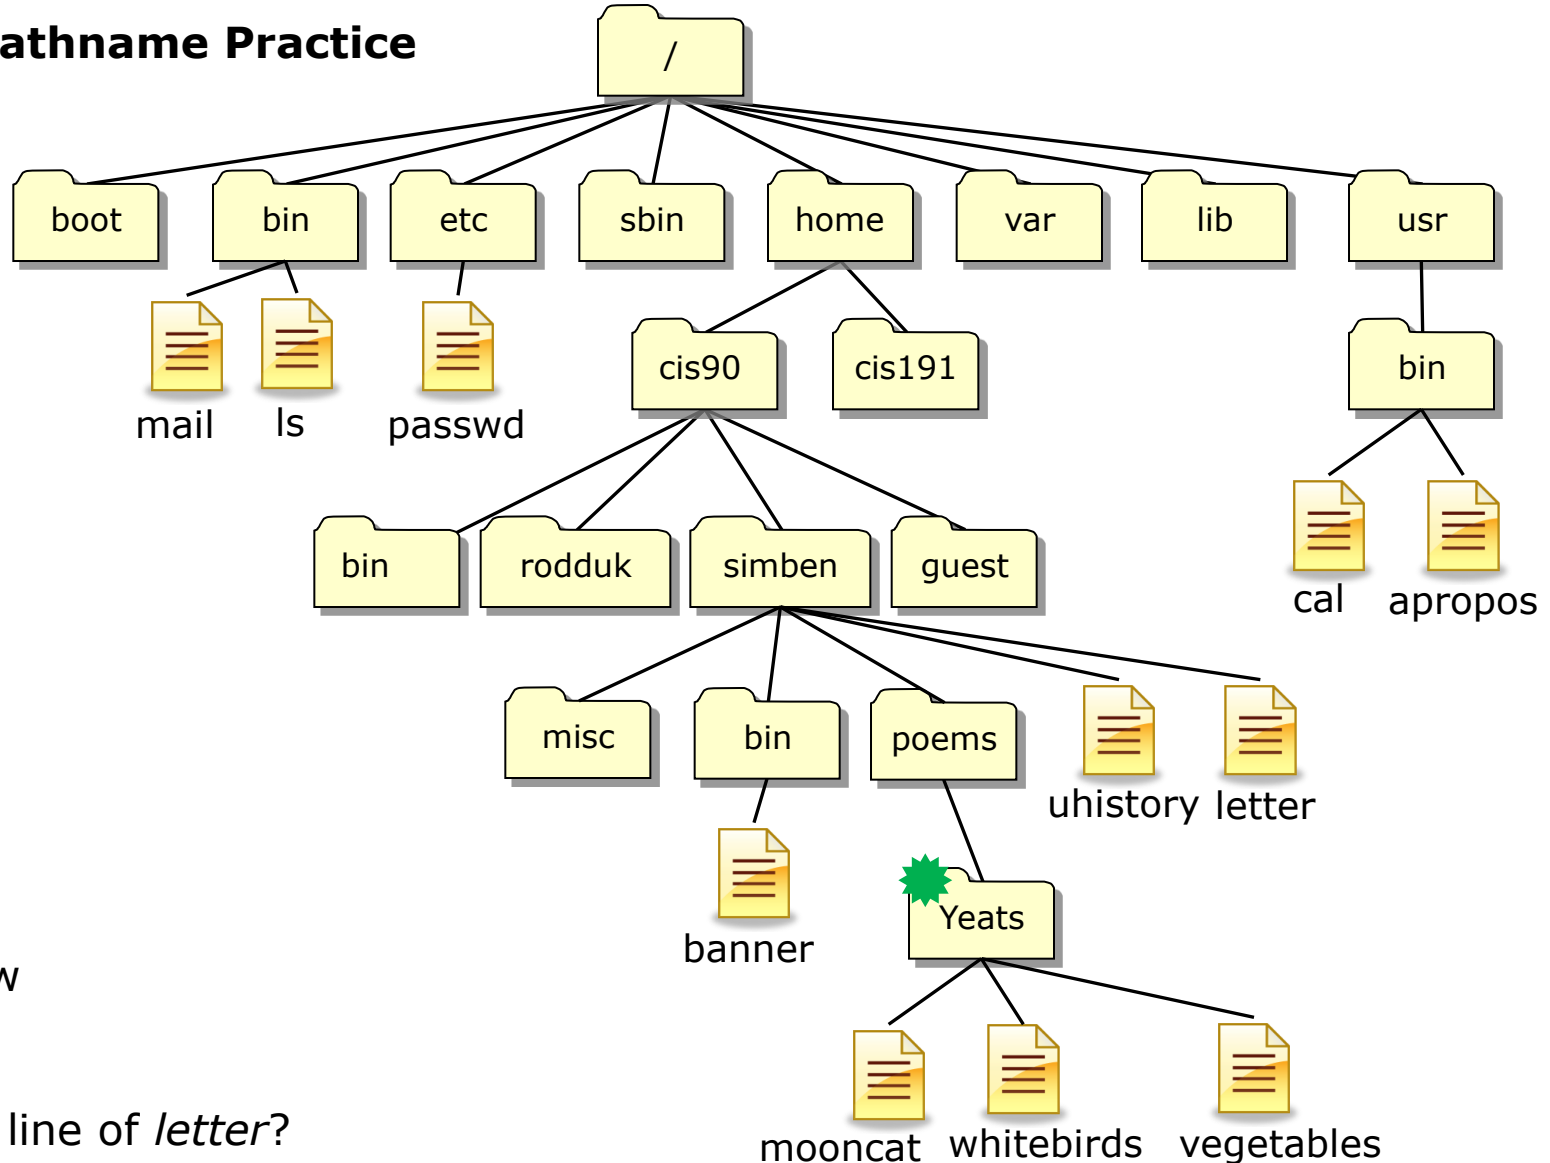 athname Practice
/
boot bin etc sbin home var lib usr
mail ls passwd
cis90 cis191 bin
bin rodduk simben guest
cal apropos
misc bin poems
uhistory letter
banner
Yeats
w
line of letter?
mooncat whitebirds vegetables